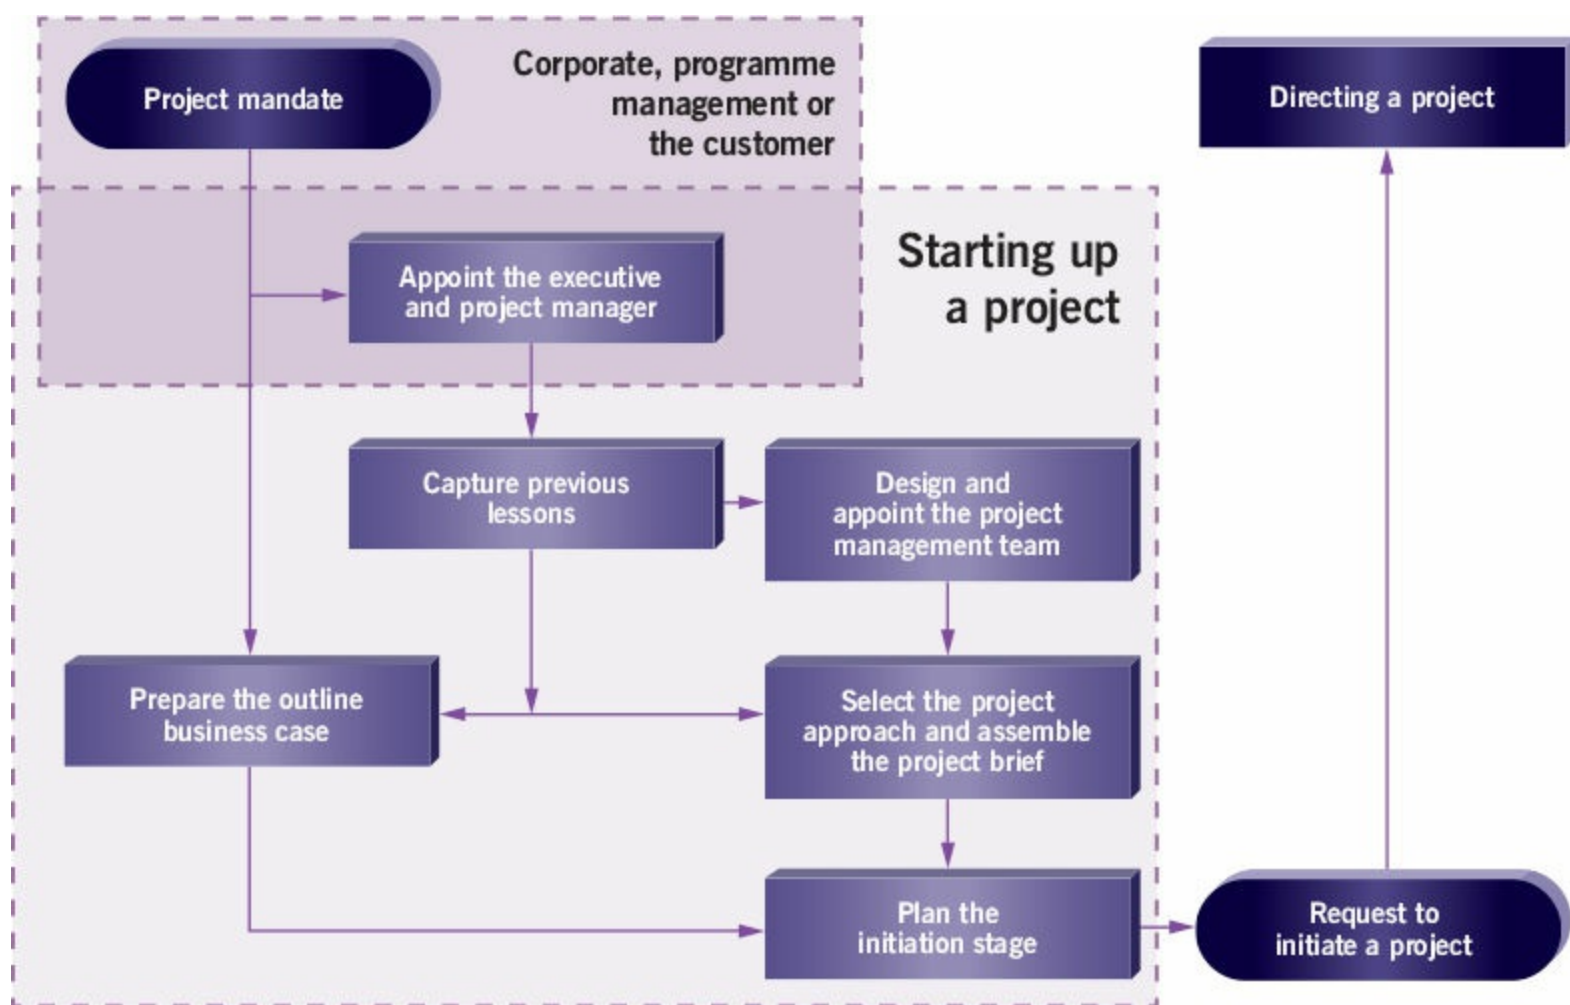 Project mandate
Corporate, programme
management or
the customer
Directing a project
Starting up
a project
Appoint the executive
and project manager
Capture previous
lessons
Design and
appoint the project
management team
Prepare the outline
business case
Select the project
approach and assemble
the project brief
Plan the
initiation stage
Request to
initiate a project